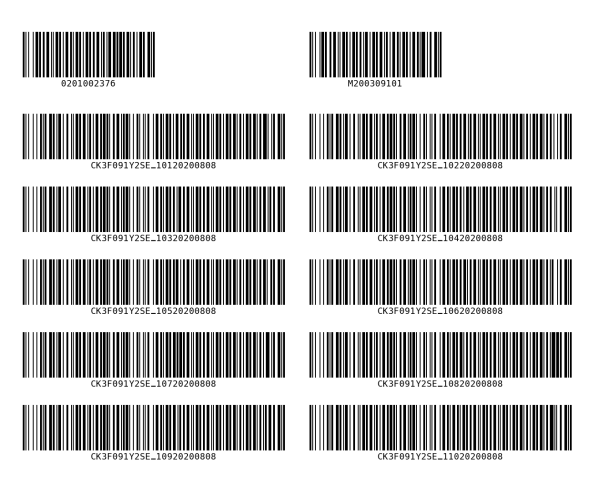 0201002376
M200309101
CK3F091Y2SE_10120200808
CK3F091Y2SE_10220200808
CK3F091Y2SE_10320200808
CK3F091Y2SE_10420200808
CK3F091Y2SE_10520200808
CK3F091Y2SE_10620200808
CK3F091Y2SE_10720200808
CK3F091Y2SE_10820200808
CK3F091Y2SE_10920200808
CK3F091Y2SE_11020200808